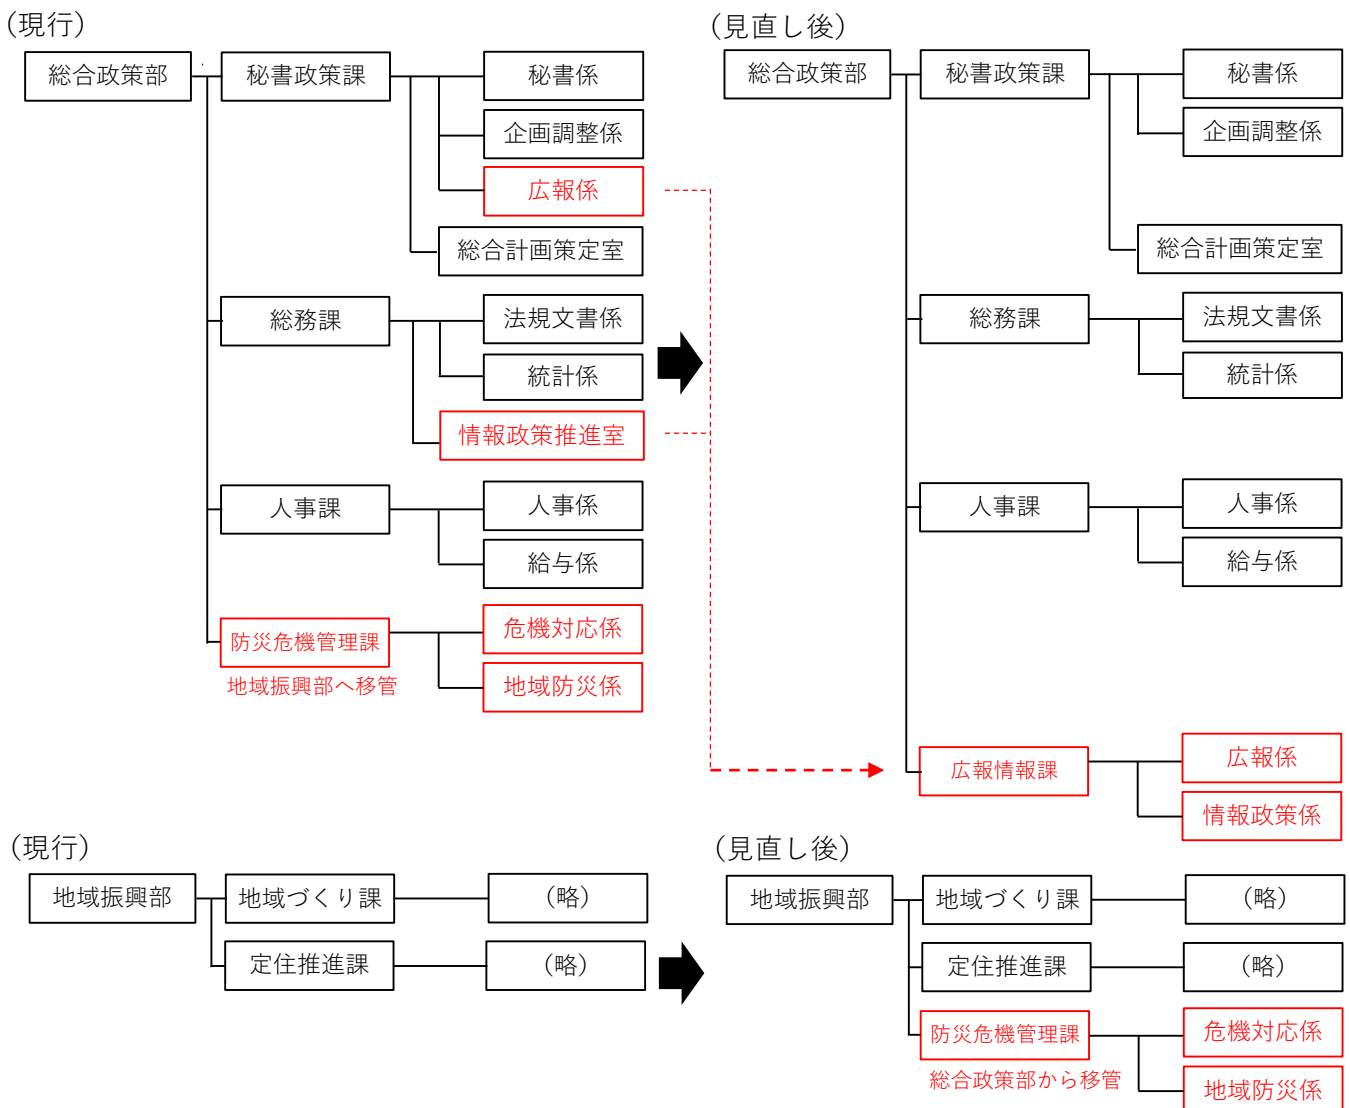 （現行）
総合政策部
秘書政策課
秘書係
企画調整係
広報係
総合計画策定室
総務課
法規文書係
統計係
情報政策推進室
人事課
人事係
給与係
防災危機管理課
地域振興部へ移管
危機対応係
地域防災係
（見直し後）
総合政策部
秘書政策課
秘書係
企画調整係
総合計画策定室
総務課
法規文書係
統計係
人事課
人事係
給与係
広報情報課
広報係
情報政策係
（現行）
地域振興部
地域づくり課
（略）
定住推進課
（略）
（見直し後）
地域振興部
地域づくり課
（略）
定住推進課
（略）
防災危機管理課
総合政策部から移管
危機対応係
地域防災係